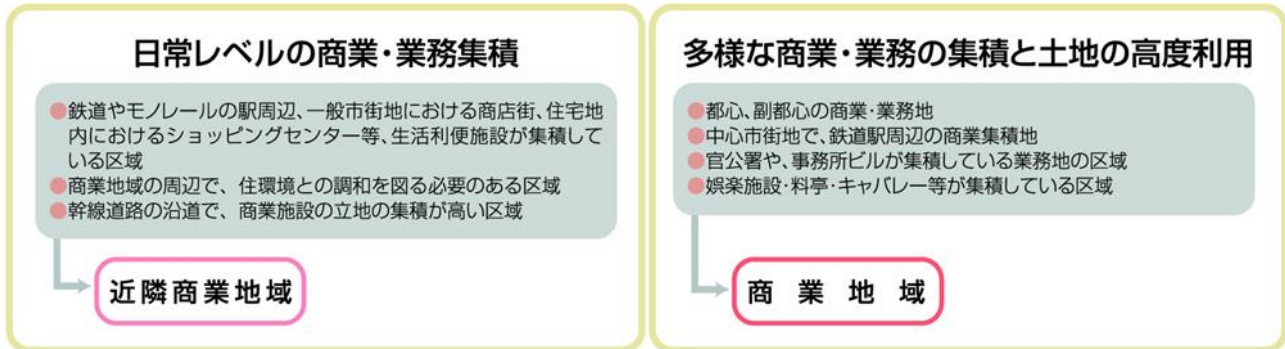 日常レベルの商業・業務集積
●鉄道やモノレールの駅周辺、一般市街地における商店街、住宅地
内におけるショッピングセンター等、生活利便施設が集積して
いる区域
●商業地域の周辺で、住環境との調和を図る必要のある区域
●幹線道路の沿道で、商業施設の立地の集積が高い区域
近隣商業地域
多様な商業・業務の集積と土地の高度利用
●都心、副都心の商業・業務地
●中心市街地で、鉄道駅周辺の商業集積地
●官公署や、事務所ビルが集積している業務地の区域
●娯楽施設・料亭・キャバレー等が集積している区域
商業地域